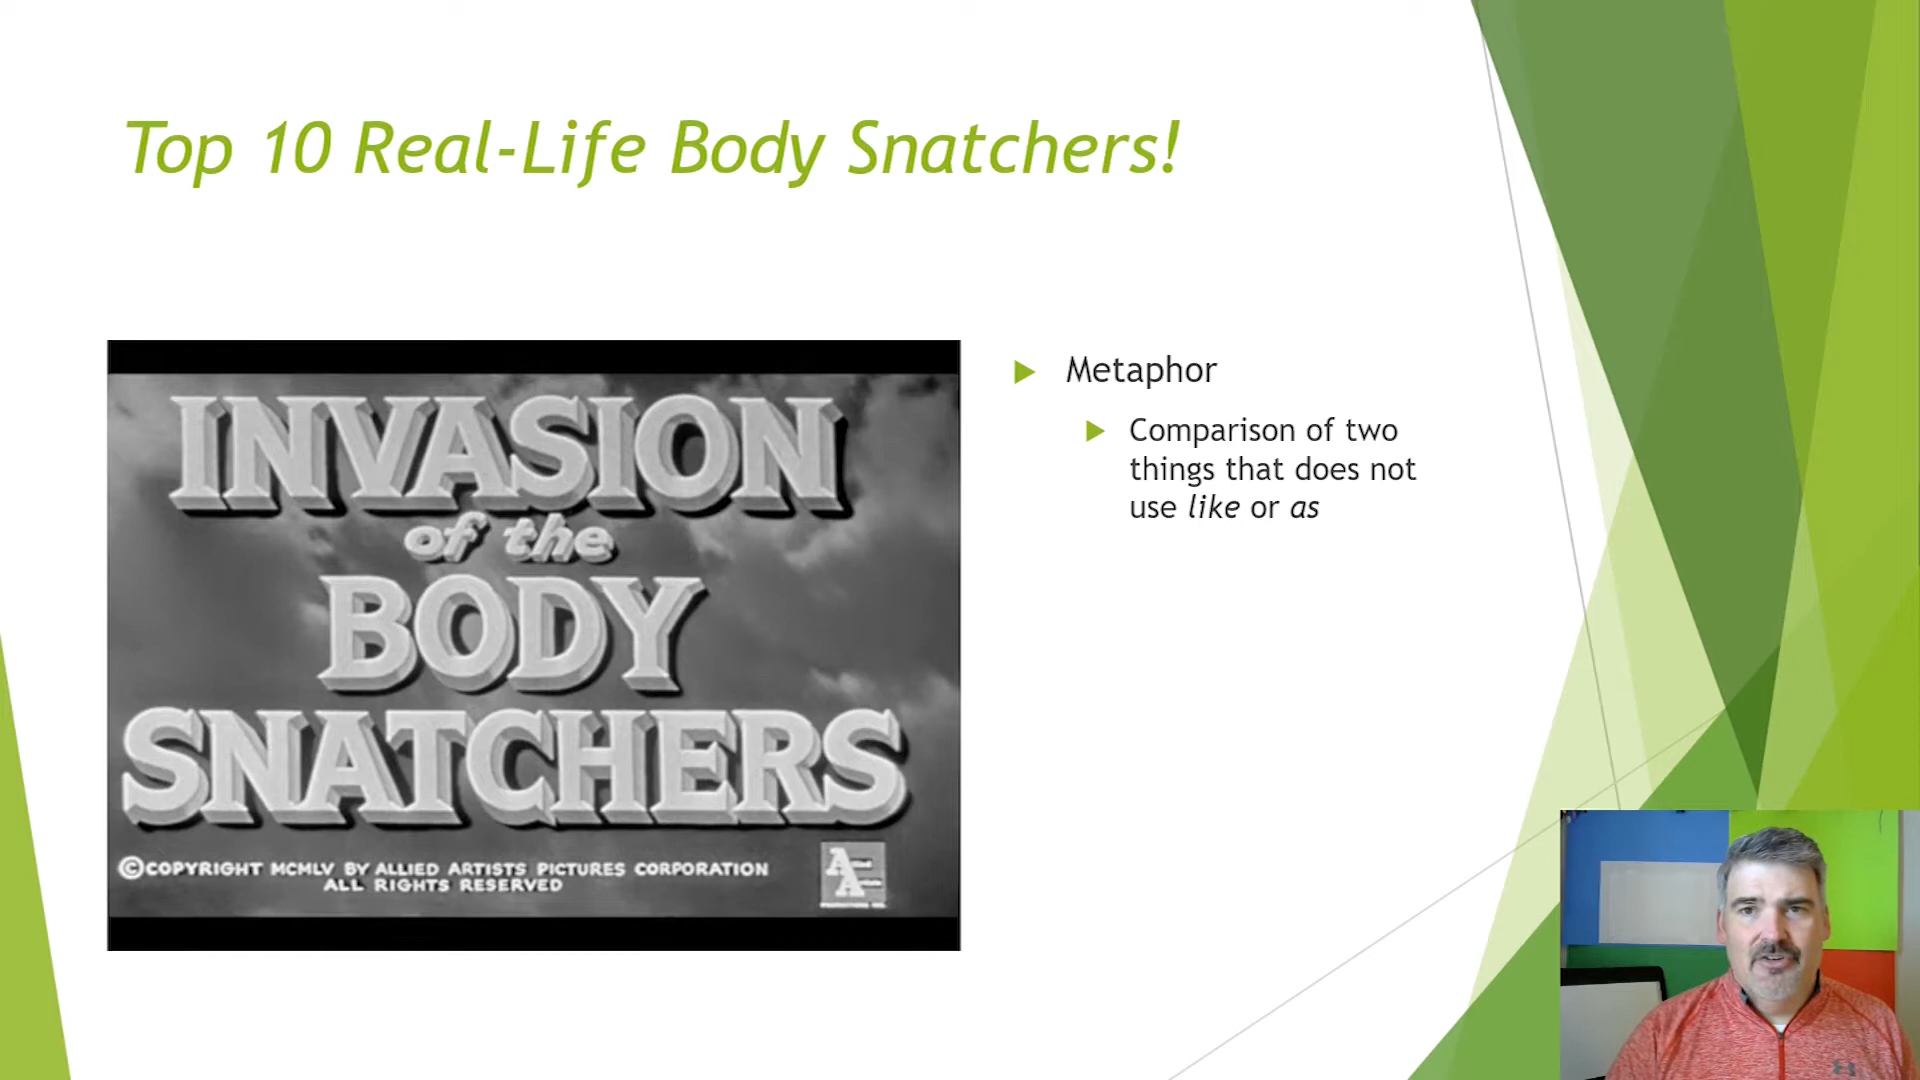 Top 10 Real-Life Body Snatchers!
INVASION
of the
BODY
SNATCHERS
©COPYRIGHT MCMLV BY ALLIED ARTISTS PICTURES CORPORATION
ALL RIGHTS RESERVED
AA
Metaphor
Comparison of two
things that does not
use like or as